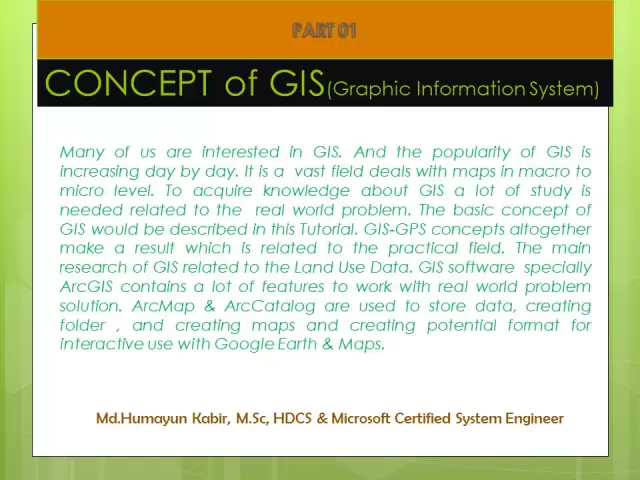 PART 01
CONCEPT of GIS(Graphic Information System)
Many of us are interested in GIS. And the popularity of GIS is
increasing day by day. It is a vast field deals with maps in macro to
micro level. To acquire knowledge about GIS a lot of study is
needed related to the real world problem. The basic concept of
GIS would be described In this Tutorial. GIS-GPS concepts altogether
make a result which is related to the practical field. The main
research of GIS related to the Land Use Data. GIS software specially
ArcGIS contains a lot of features to work with real world problem
solution. ArcMap & ArcCatalog are used to store data, creating
folder , and creating maps and creating potential format for
interactive use with Google Earth & Maps.
Md.Humayun Kabir, M.Sc, HDCS & Microsoft Certified System Engineer